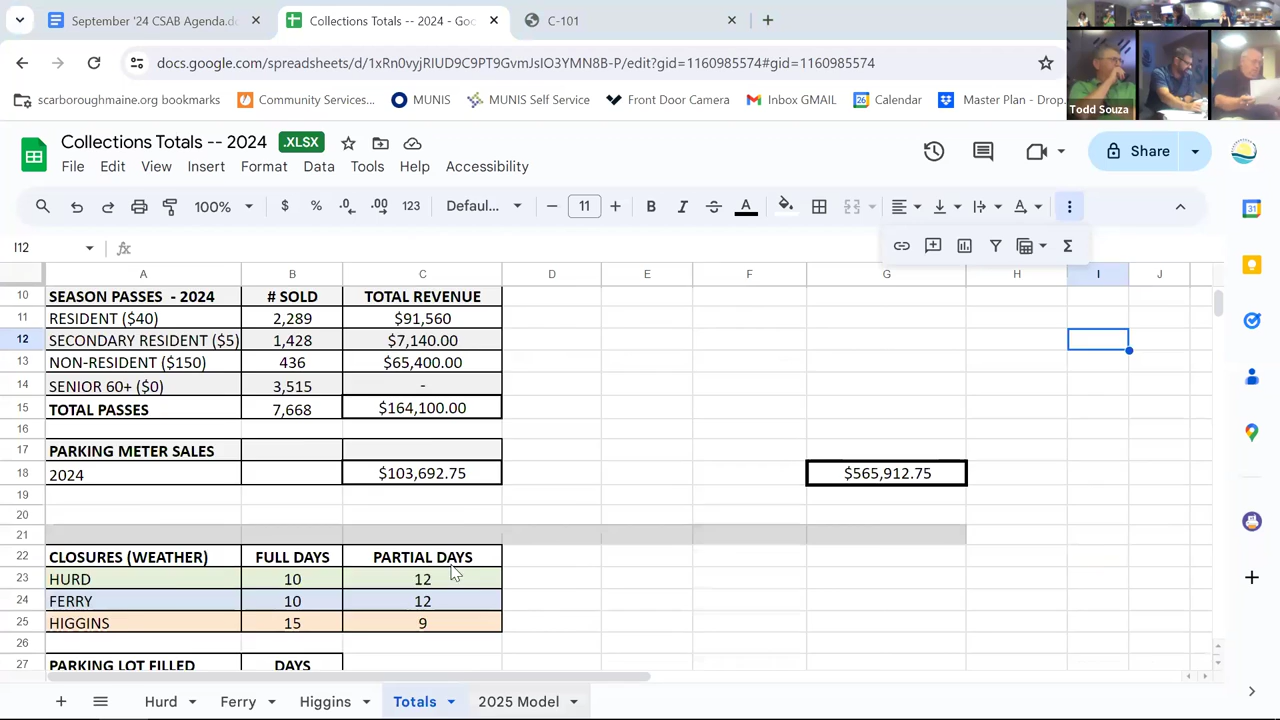 September '24 CSAB Agenda.d
Collections Totals -- 2024 - Goo
C-101
docs.google.com/spreadsheets/d/
edit?gid=1160985574#gid=1160985574
scarboroughmaine.org bookmarks
Community Services...
MUNIS
MUNIS Self Service
Front Door Camera
Inbox GMAIL
Calendar
Master Plan - Drop.
Todd Souza
Collections Totals -- 2024 .XLSX
File Edit View Insert Format Data Tools Extensions Help Accessibility
Share
100% $ % .0 .00 123 Defaul... 11 B I A
I12 fx
A B C E F G H I J
10 SEASON PASSES - 2024 # SOLD TOTAL REVENUE
11 RESIDENT ($40) 2,289 $91,560
12 SECONDARY RESIDENT ($5) 1,428 $7,140.00
13 NON-RESIDENT ($150) 436 $65,400.00
14 SENIOR 60+ ($0) 3,515 -
15 TOTAL PASSES 7,668 $164,100.00
16
17 PARKING METER SALES
18 2024 $103,692.75 $565,912.75
19
20
21
22 CLOSURES (WEATHER) FULL DAYS PARTIAL DAYS
23 HURD 10 12
24 FERRY 10 12
25 HIGGINS 15 9
26
27 PARKING LOT FILLED DAYS
Hurd Ferry Higgins Totals 2025 Model